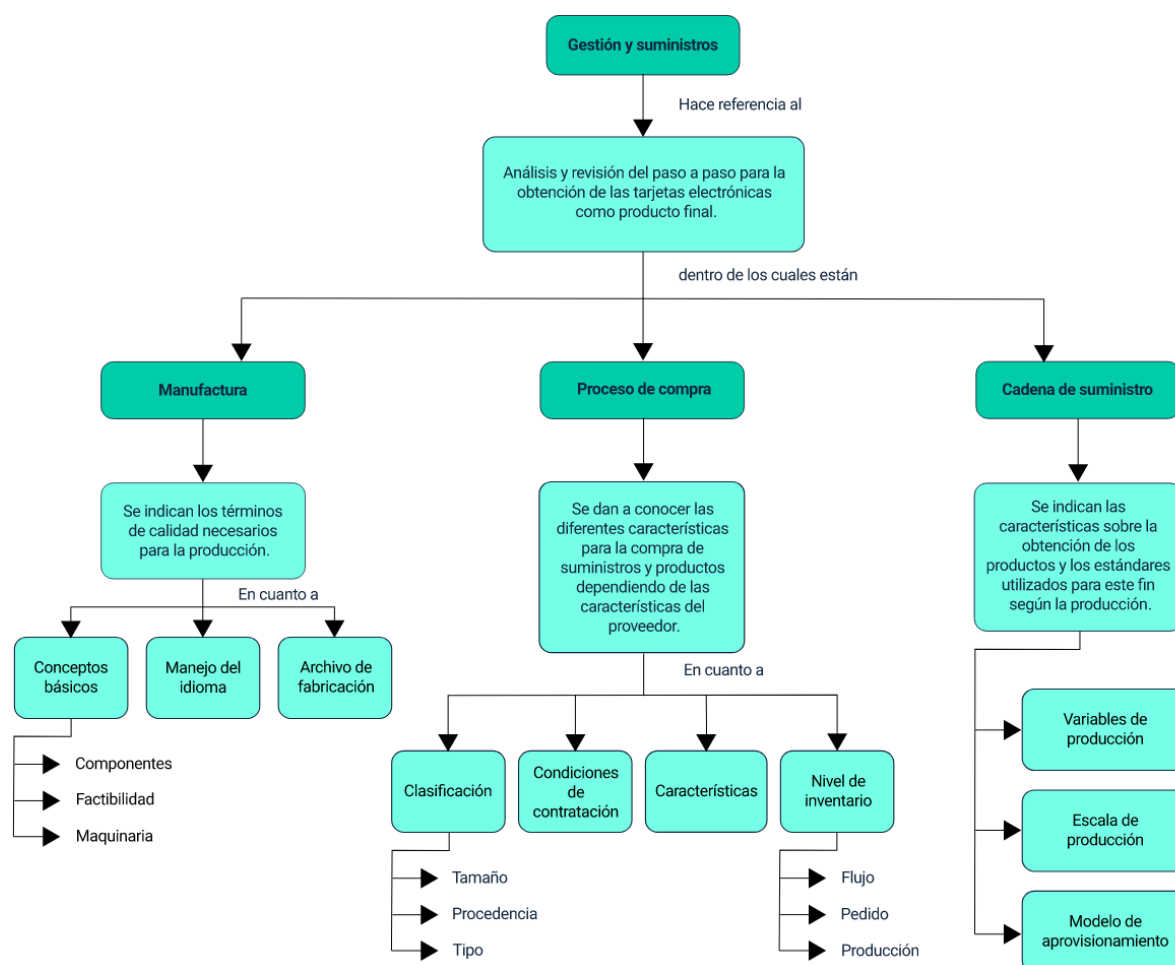 Gestión y suministros
Hace referencia al
Análisis y revisión del paso a paso para la
obtención de las tarjetas electrónicas
como producto final.
dentro de los cuales están
Manufactura
Se indican los términos
de calidad necesarios
para la producción.
En cuanto a
Conceptos
básicos
Manejo del
idioma
Archivo de
fabricación
Componentes
Factibilidad
Maquinaria
Proceso de compra
Se dan a conocer las
diferentes características
para la compra de
suministros y productos
dependiendo de las
características del
proveedor.
En cuanto a
Clasificación
Condiciones
de
contratación
Características
Nivel de
inventario
Tamaño
Procedencia
Tipo
Flujo
Pedido
Producción
Cadena de suministro
Se indican las
características sobre la
obtención de los
productos y los estándares
utilizados para este fin
según la producción.
Variables de
producción
Escala de
producción
Modelo de
aprovisionamiento